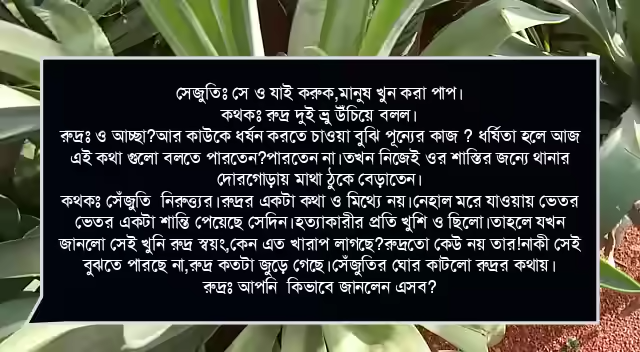 সেজুতিঃ সে ও যাই করুক,মানুষ খুন করা পাপ।
কথকঃ রুদ্র দুই ভ্রু উঁচিয়ে বলল।
রুদ্রঃ ও আচ্ছা?আর কাউকে ধর্ষন করতে চাওয়া বুঝি পূন্যের কাজ ? ধর্ষিতা হলে আজ
এই কথা গুলো বলতে পারতেন?পারতেন না।তখন নিজেই ওর শাস্তির জন্যে থানার
দোরগোড়ায় মাথা ঠুকে বেড়াতেন।
কথকঃ সেঁজুতি নিরুত্তর।রুদ্রর একটা কথা ও মিথ্যে নয়।নেহাল মরে যাওয়ায় ভেতর
ভেতর একটা শান্তি পেয়েছে সেদিন।হত্যাকারীর প্রতি খুশি ও ছিলো।তাহলে যখন
জানলো সেই খুনি রুদ্র স্বয়ং,কেন এত খারাপ লাগছে?রুদ্রতো কেউ নয় তার!নাকী সেই
বুঝতে পারছে না,রুদ্র কতটা জুড়ে গেছে।সেঁজুতির ঘোর কাটলো রুদ্রর কথায়।
রুদ্রঃ আপনি কিভাবে জানলেন এসব?